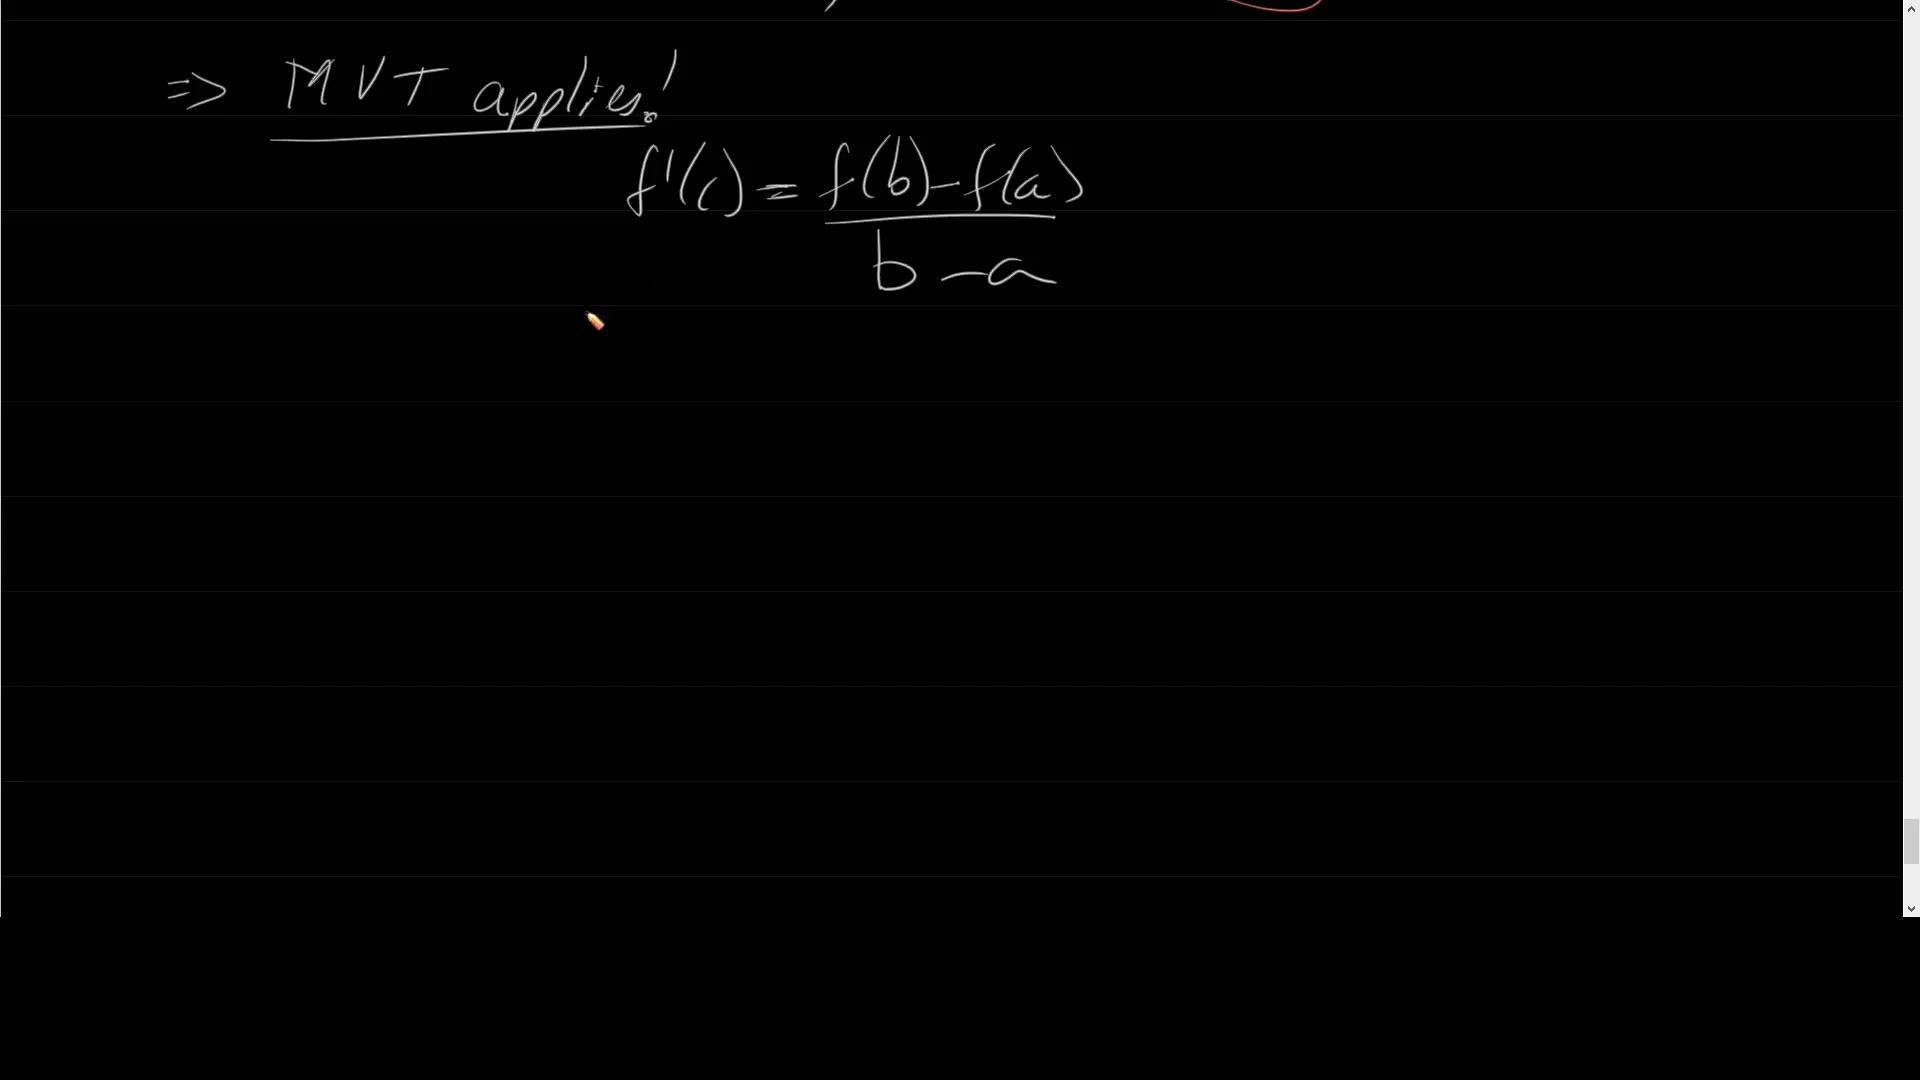 => MVT applies!
f'(c) = f(b) - f(a)
b - a